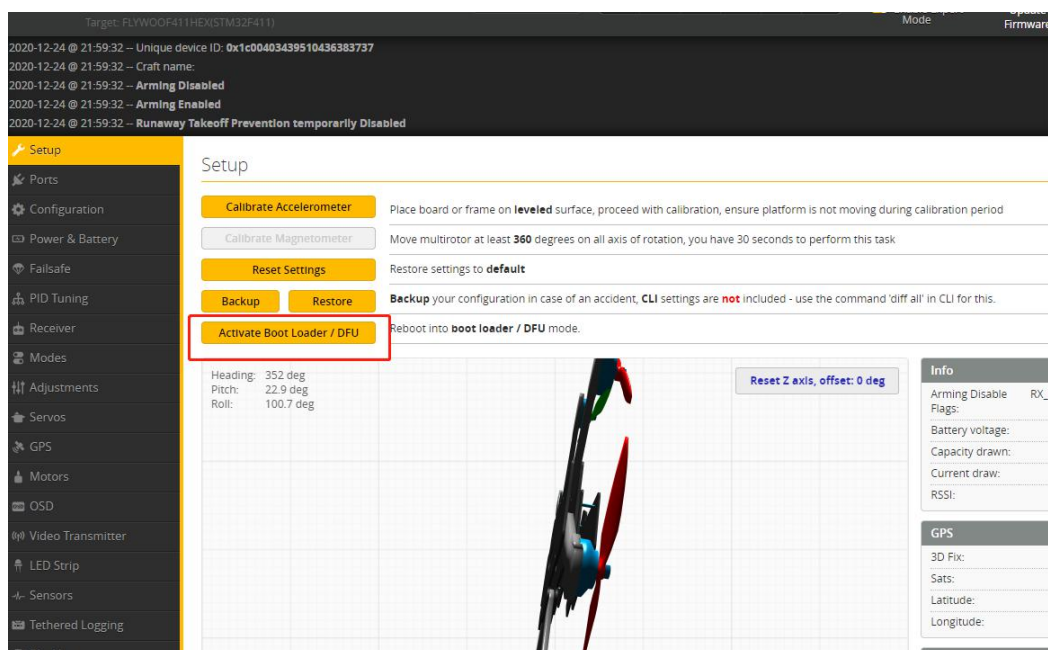 Target: FLYWOOF411HEX(STM32F411)
Mode
Firmware
2020-12-24 @ 21:59:32 -- Unique device ID: 0x1c00403439510436383737
2020-12-24 @ 21:59:32 -- Craft name:
2020-12-24 @ 21:59:32 -- Arming Disabled
2020-12-24 @ 21:59:32 -- Arming Enabled
2020-12-24 @ 21:59:32 -- Runaway Takeoff Prevention temporarily Disabled
Setup
Ports
Configuration
Power & Battery
Failsafe
PID Tuning
Receiver
Modes
Adjustments
Servos
GPS
Motors
OSD
Video Transmitter
LED Strip
Sensors
Tethered Logging
Setup
Calibrate Accelerometer
Place board or frame on leveled surface, proceed with calibration, ensure platform is not moving during calibration period
Calibrate Magnetometer
Move multirotor at least 360 degrees on all axis of rotation, you have 30 seconds to perform this task
Reset Settings
Restore settings to default
Backup
Restore
Backup your configuration in case of an accident, CLI settings are not included - use the command 'diff all' in CLI for this.
Activate Boot Loader / DFU
Reboot into boot loader / DFU mode.
Heading: 352 deg
Pitch: 22.9 deg
Roll: 100.7 deg
Reset Z axis, offset: 0 deg
Info
Arming Disable Flags: RX_
Battery voltage:
Capacity drawn:
Current draw:
RSSI:
GPS
3D Fix:
Sats:
Latitude:
Longitude: